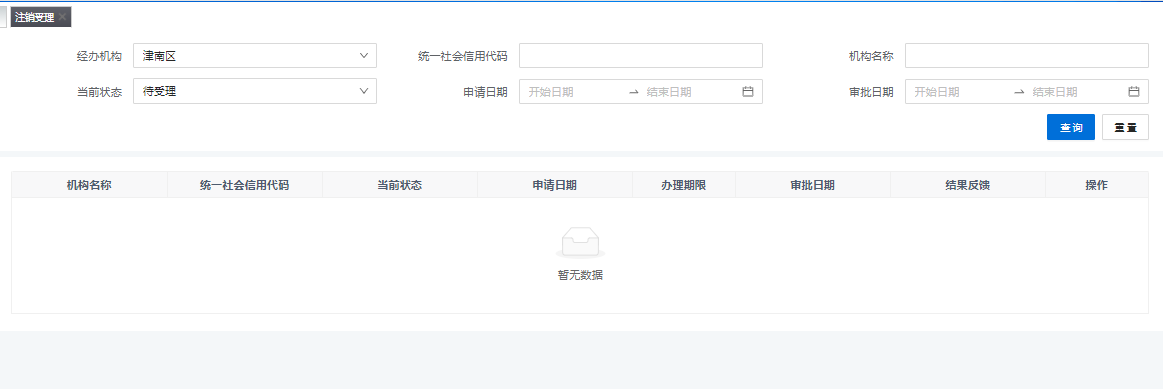 注销受理
经办机构 津南区 统一社会信用代码 机构名称
当前状态 待受理 申请日期 开始日期 → 结束日期 审批日期 开始日期 → 结束日期
查询 重置
机构名称 统一社会信用代码 当前状态 申请日期 办理期限 审批日期 结果反馈 操作
暂无数据